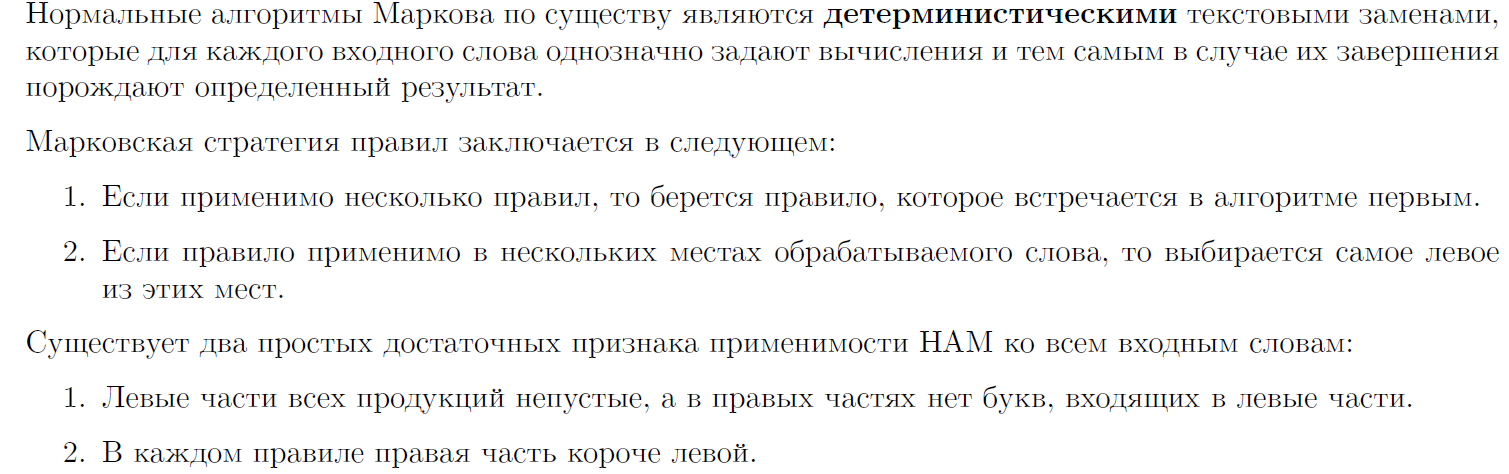 Нормальные алгоритмы Маркова по существу являются детерминистическими текстовыми заменами,
которые для каждого входного слова однозначно задают вычисления и тем самым в случае их завершения
порождают определенный результат.
Марковская стратегия правил заключается в следующем:
1. Если применимо несколько правил, то берется правило, которое встречается в алгоритме первым.
2. Если правило применимо в нескольких местах обрабатываемого слова, то выбирается самое левое
из этих мест.
Существует два простых достаточных признака применимости НАМ ко всем входным словам:
1. Левые части всех продукций непустые, а в правых частях нет букв, входящих в левые части.
2. В каждом правиле правая часть короче левой.